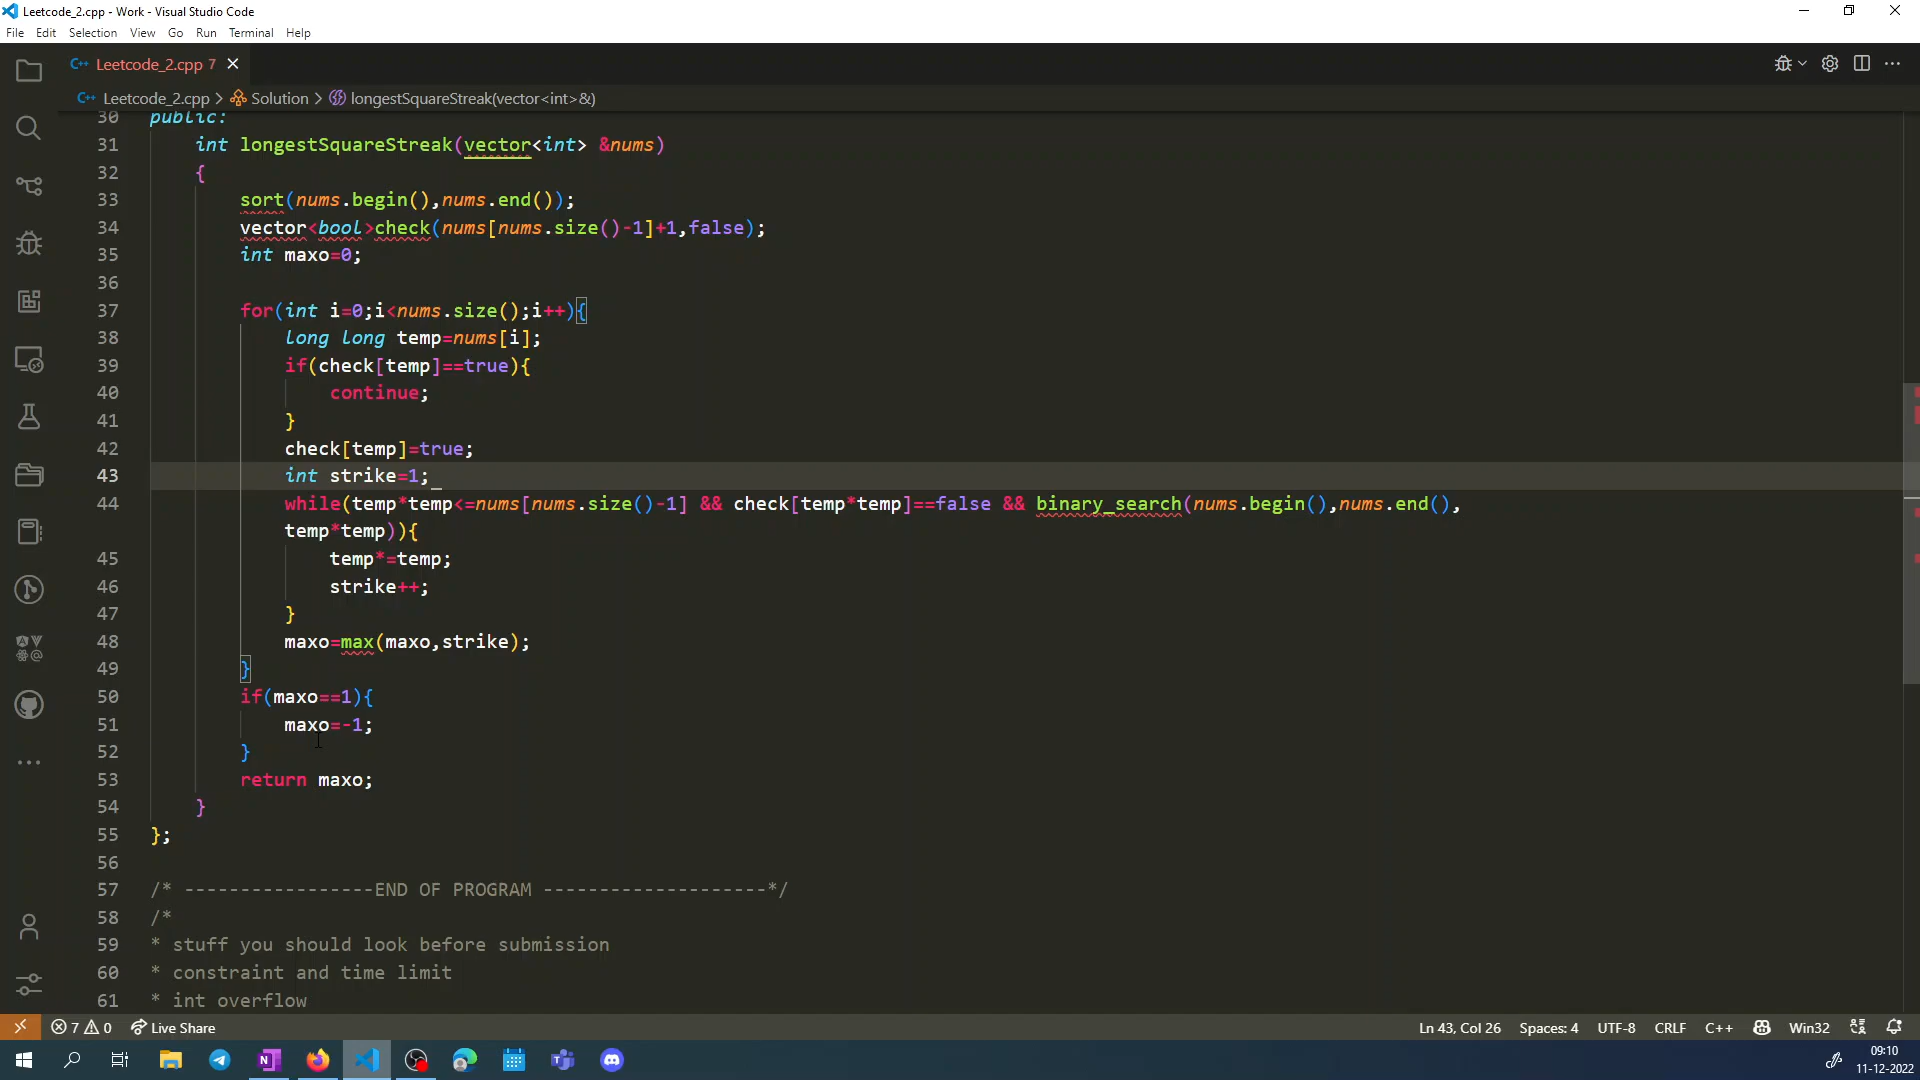 Leetcode_2.cpp - Work - Visual Studio Code
File Edit Selection View Go Run Terminal Help
C++ Leetcode_2.cpp 7
C++ Leetcode_2.cpp > Solution > longestSquareStreak(vector<int>&)
30 public:
31 int longestSquareStreak(vector<int> &nums)
32 {
33 sort(nums.begin(),nums.end());
34 vector<bool>check(nums[nums.size()-1]+1,false);
35 int maxo=0;
36
37 for(int i=0;i<nums.size();i++){
38 long long temp=nums[i];
39 if(check[temp]==true){
40 continue;
41 }
42 check[temp]=true;
43 int strike=1;
44 while(temp*temp<=nums[nums.size()-1] && check[temp*temp]==false && binary_search(nums.begin(),nums.end(),
temp*temp)){
45 temp*=temp;
46 strike++;
47 }
48 maxo=max(maxo,strike);
49 }
50 if(maxo==1){
51 maxo=-1;
52 }
53 return maxo;
54 }
55 };
56
57 /* -----------------END OF PROGRAM --------------------*/
58 /*
59 * stuff you should look before submission
60 * constraint and time limit
61 * int overflow
7 0 Live Share Ln 43, Col 26 Spaces: 4 UTF-8 CRLF C++ Win32
09:10
11-12-2022